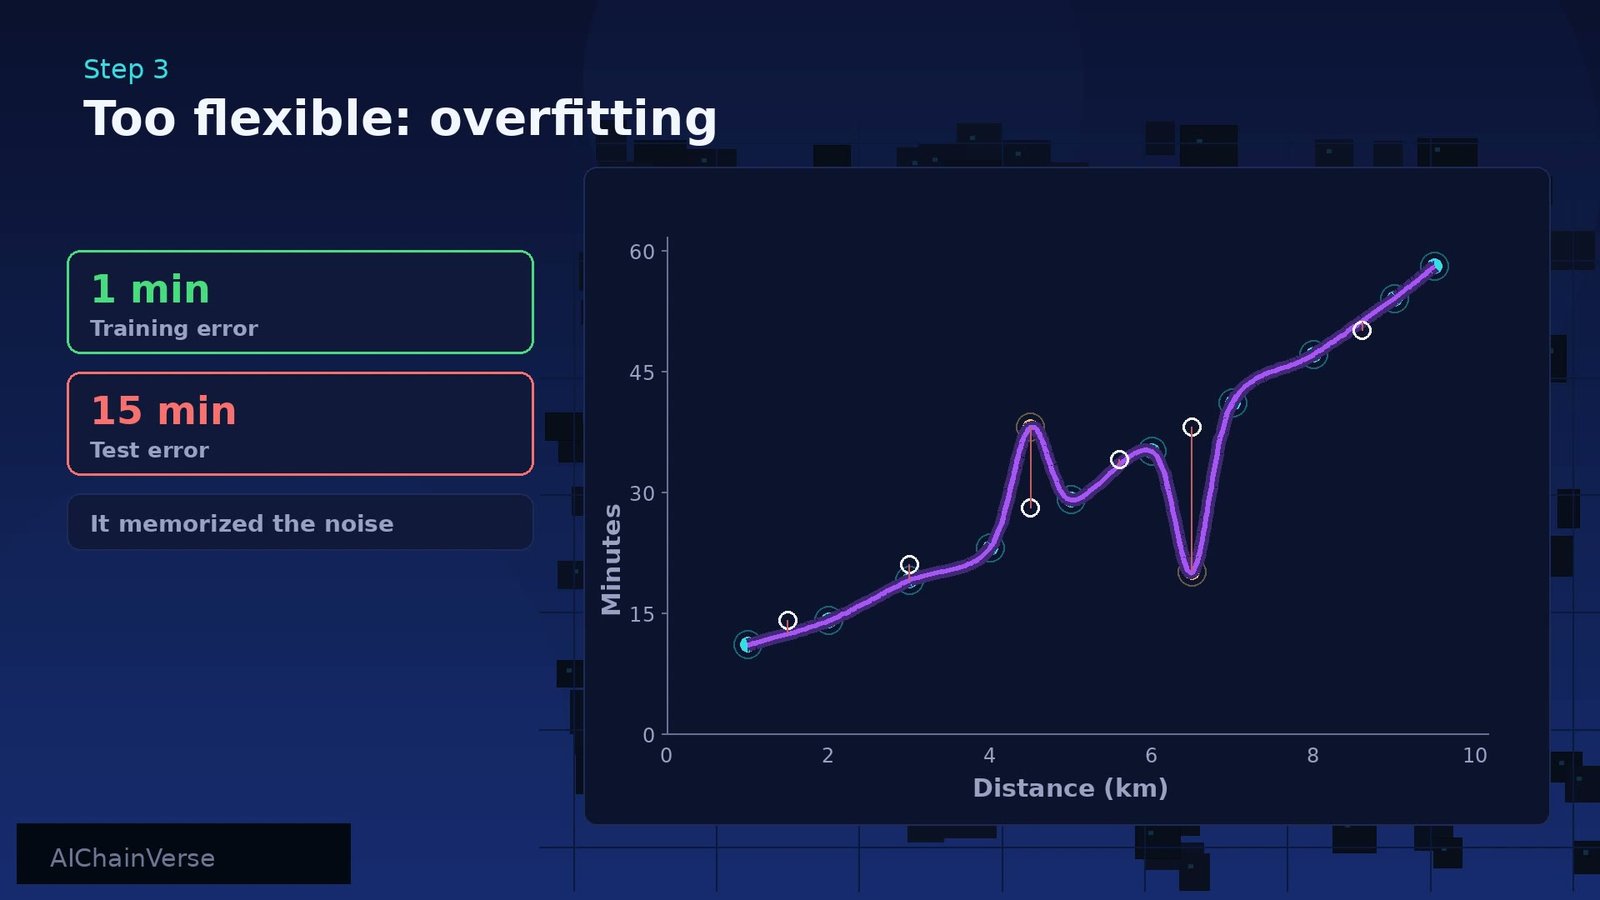 Step 3
Too flexible: overfitting
1 min
Training error
15 min
Test error
It memorized the noise
60
45
30
15
0
Minutes
0 2 4 6 8 10
Distance (km)
AIChainVerse